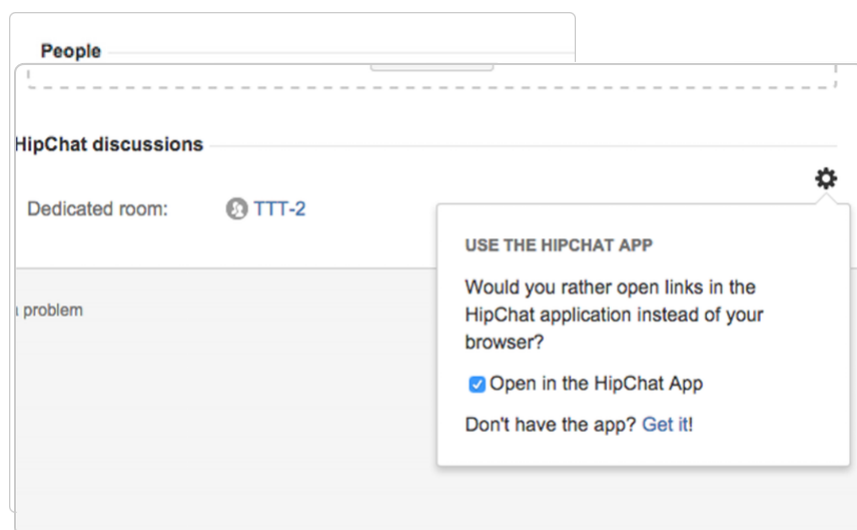 People
HipChat discussions
Dedicated room: TTT-2
USE THE HIPCHAT APP
Would you rather open links in the
HipChat application instead of your
browser?
Open in the HipChat App
Don't have the app? Get it!
problem